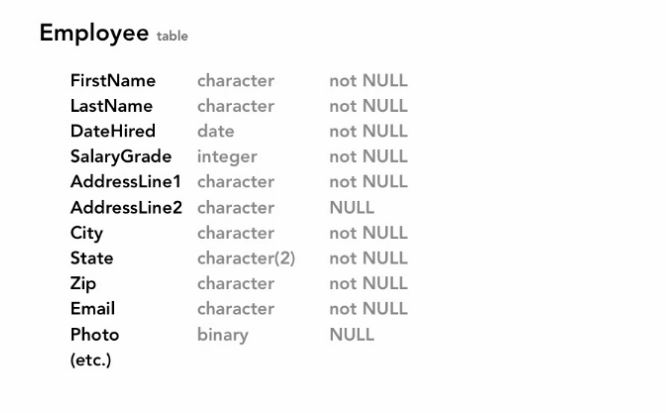 Employee table
FirstName character not NULL
LastName character not NULL
DateHired date not NULL
SalaryGrade integer not NULL
AddressLine1 character not NULL
AddressLine2 character NULL
City character not NULL
State character(2) not NULL
Zip character not NULL
Email character not NULL
Photo binary NULL
(etc.)